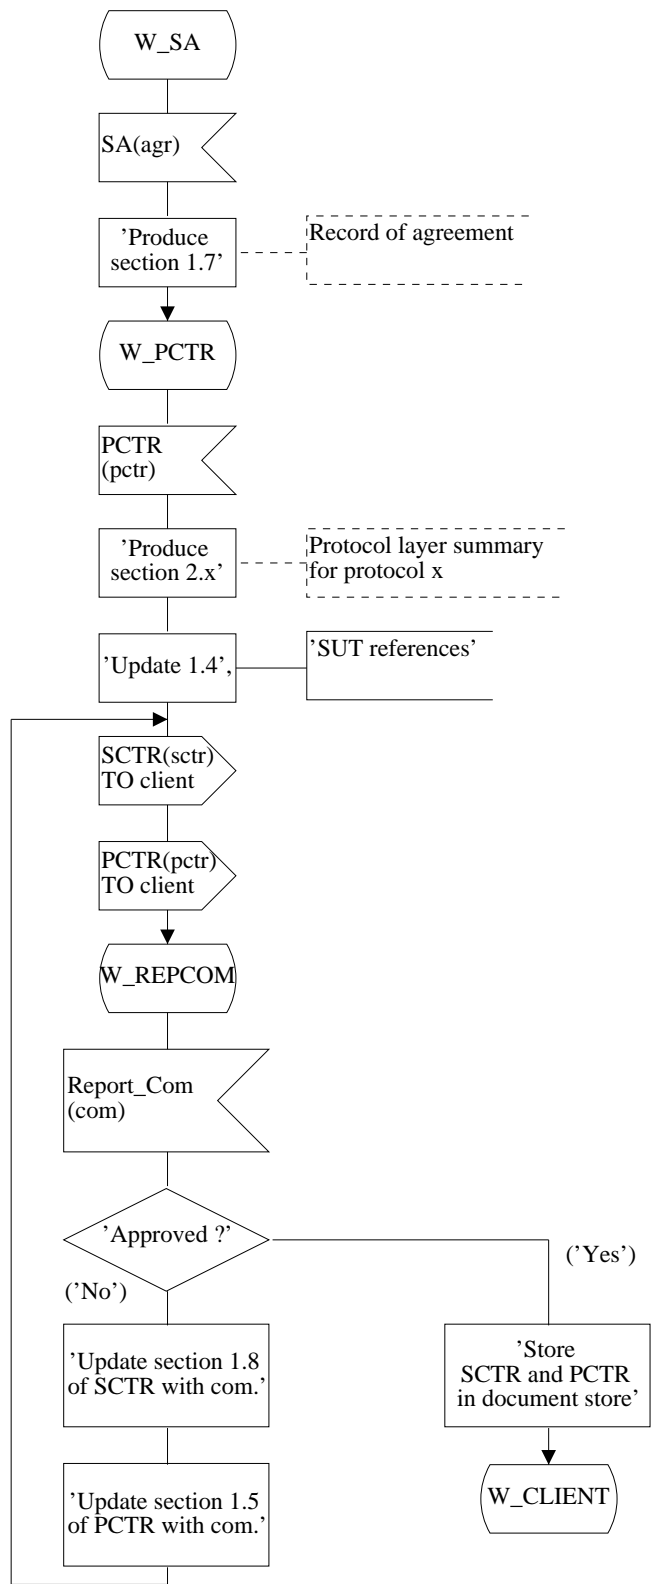 W_SA
SA(agr)
’Produce
section 1.7’
Record of agreement
W_PCTR
PCTR
(pctr)
’Produce
section 2.x’
Protocol layer summary
for protocol x
’Update 1.4’,
’SUT references’
SCTR(sctr)
TO client
PCTR(pctr)
TO client
W_REPCOM
Report_Com
(com)
’Approved ?’
(’Yes’)
(’No’)
’Update section 1.8
of SCTR with com.’
’Store
SCTR and PCTR
in document store’
’Update section 1.5
of PCTR with com.’
W_CLIENT